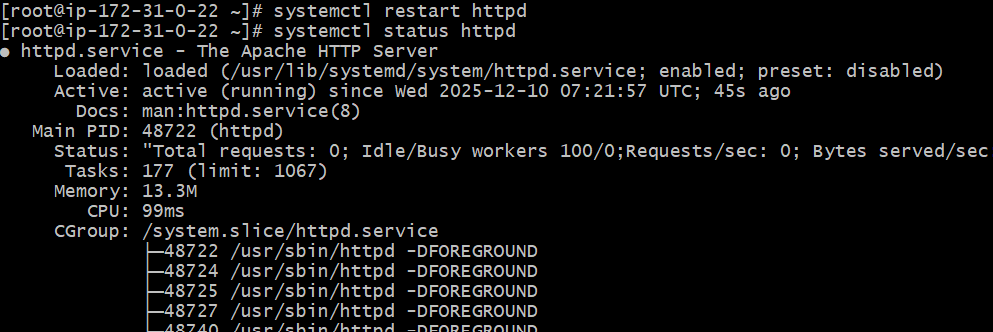 [root@ip-172-31-0-22 ~]# systemctl restart httpd
[root@ip-172-31-0-22 ~]# systemctl status httpd
● httpd.service - The Apache HTTP Server
     Loaded: loaded (/usr/lib/systemd/system/httpd.service; enabled; preset: disabled)
     Active: active (running) since Wed 2025-12-10 07:21:57 UTC; 45s ago
       Docs: man:httpd.service(8)
   Main PID: 48722 (httpd)
     Status: "Total requests: 0; Idle/Busy workers 100/0;Requests/sec: 0; Bytes served/sec
      Tasks: 177 (limit: 1067)
     Memory: 13.3M
        CPU: 99ms
     CGroup: /system.slice/httpd.service
             ├─48722 /usr/sbin/httpd -DFOREGROUND
             ├─48724 /usr/sbin/httpd -DFOREGROUND
             ├─48725 /usr/sbin/httpd -DFOREGROUND
             ├─48727 /usr/sbin/httpd -DFOREGROUND
             ├─48740 /usr/sbin/httpd -DFOREGROUND